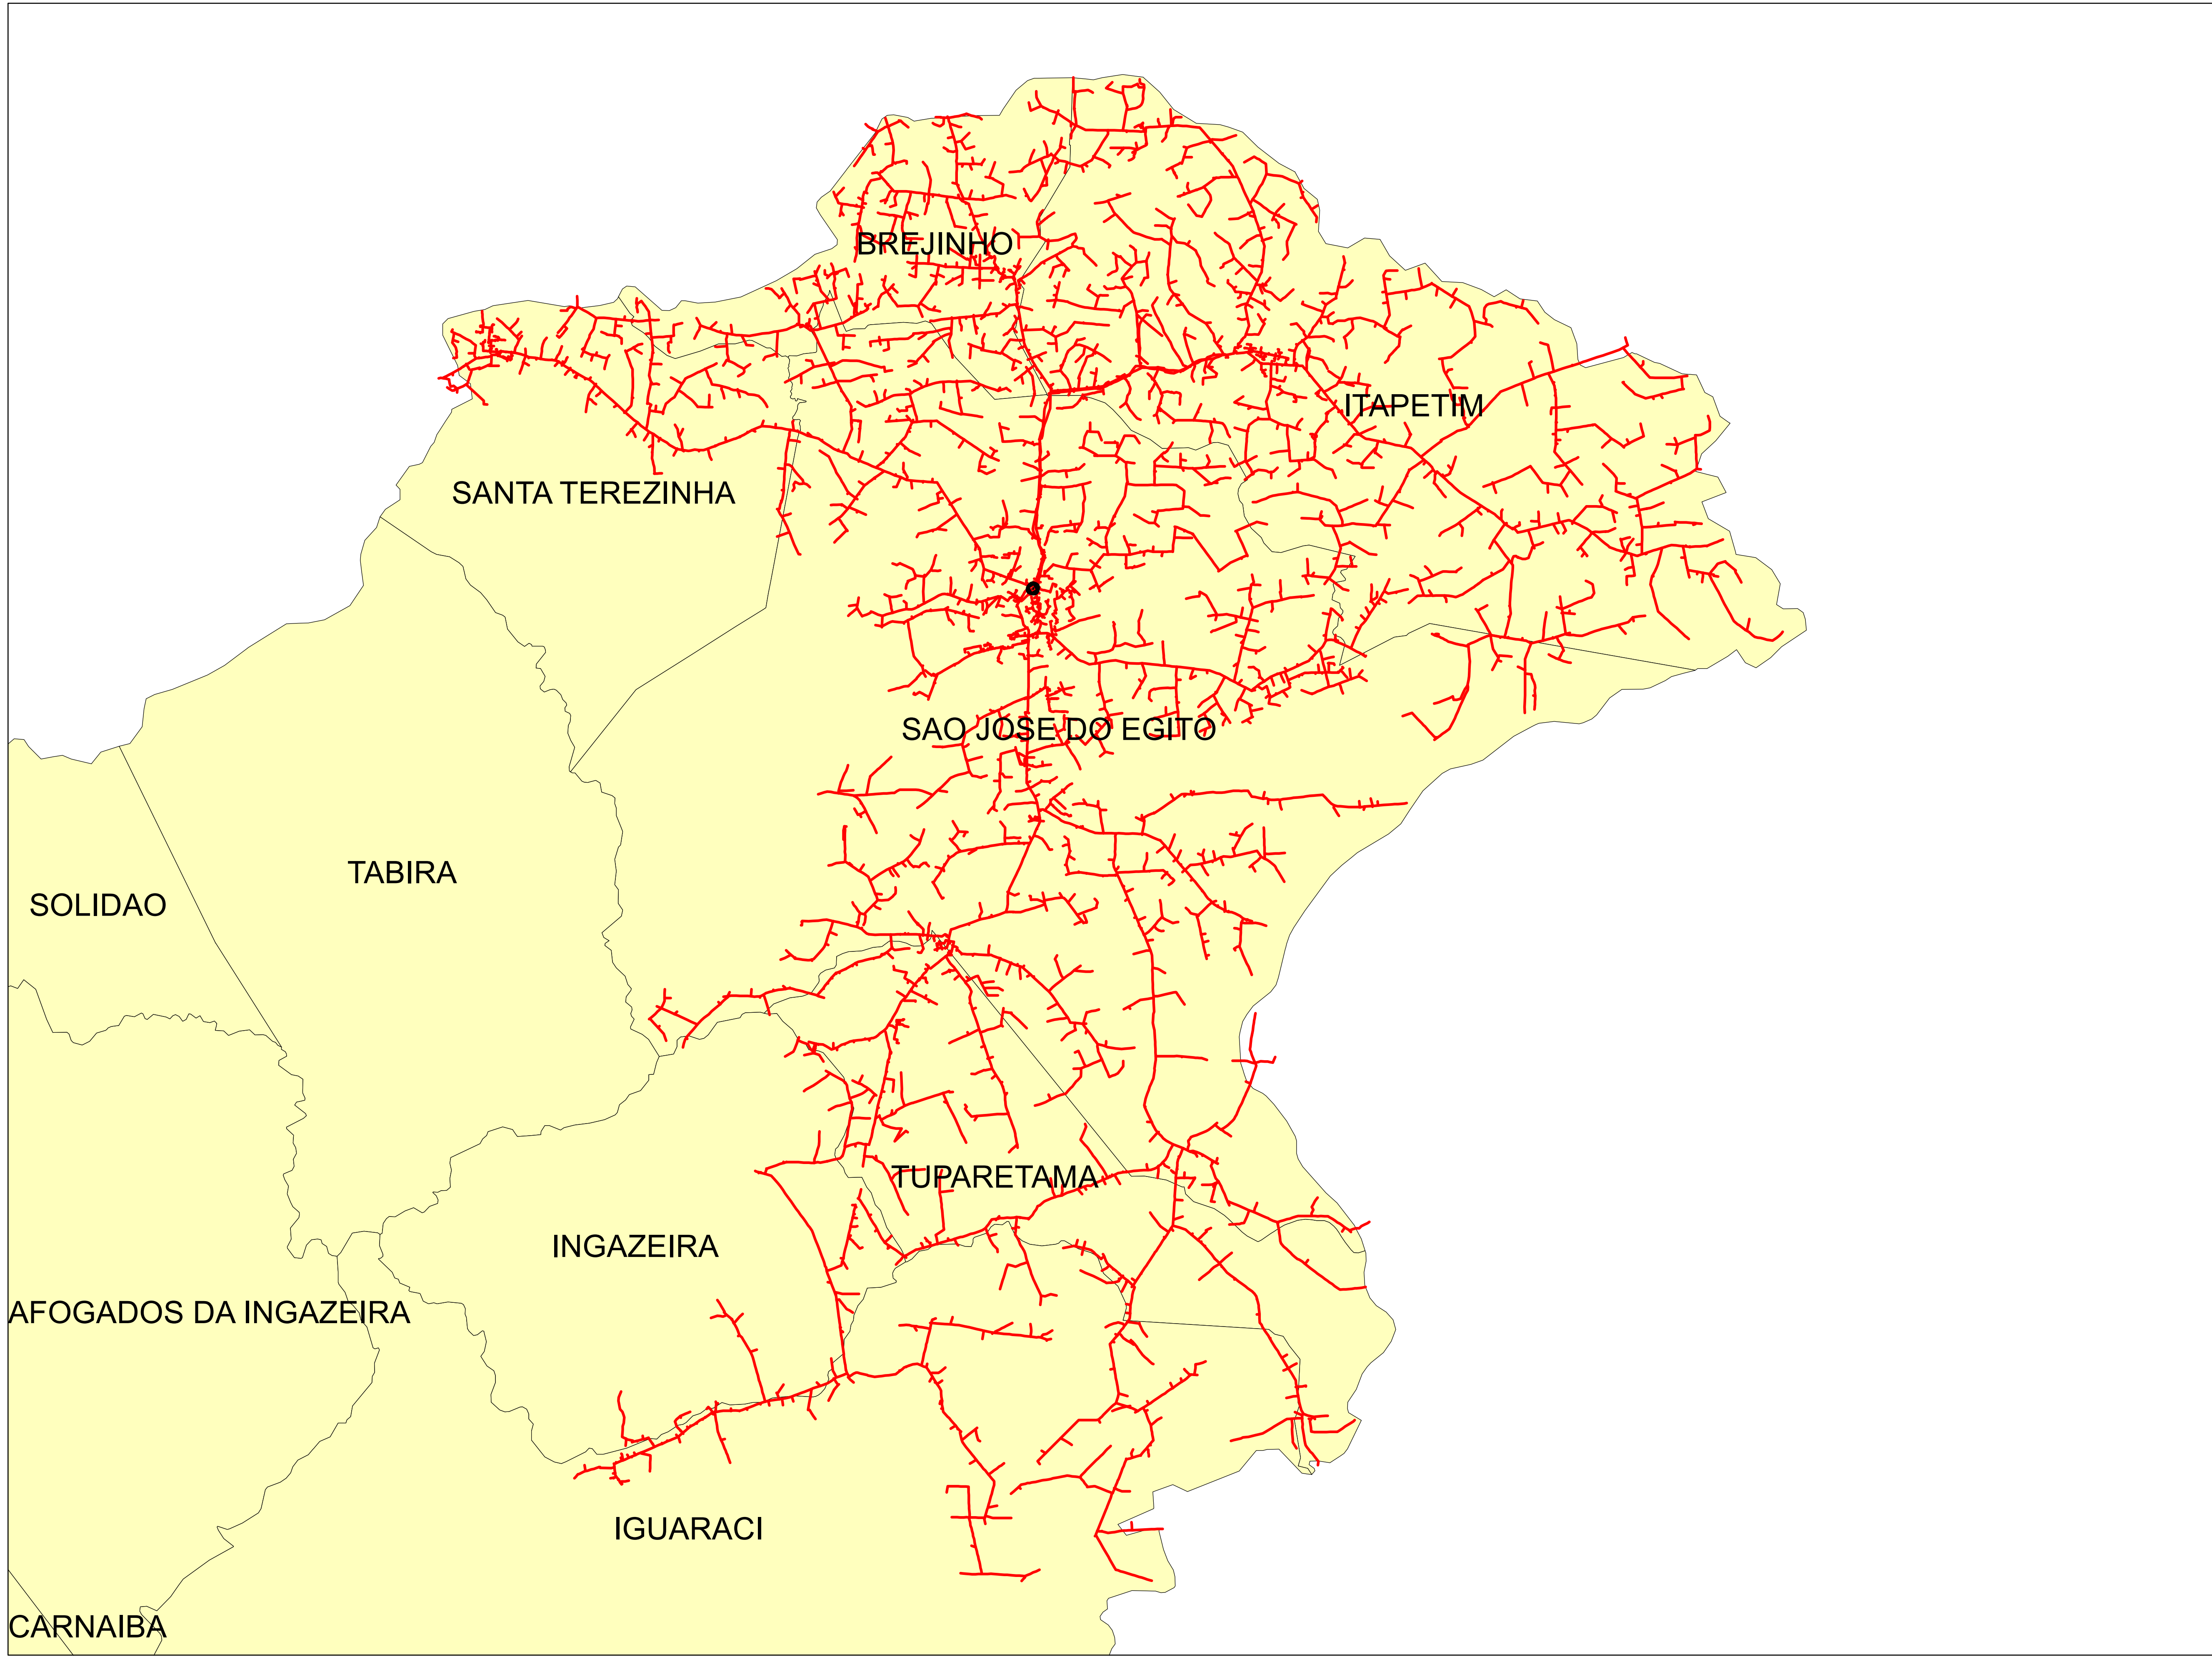 BREJINHO
ITAPETIM
SANTA TEREZINHA
SAO JOSE DO EGITO
TABIRA
SOLIDAO
TUPARETAMA
INGAZEIRA
AFOGADOS DA INGAZEIRA
IGUARACI
CARNAIBA